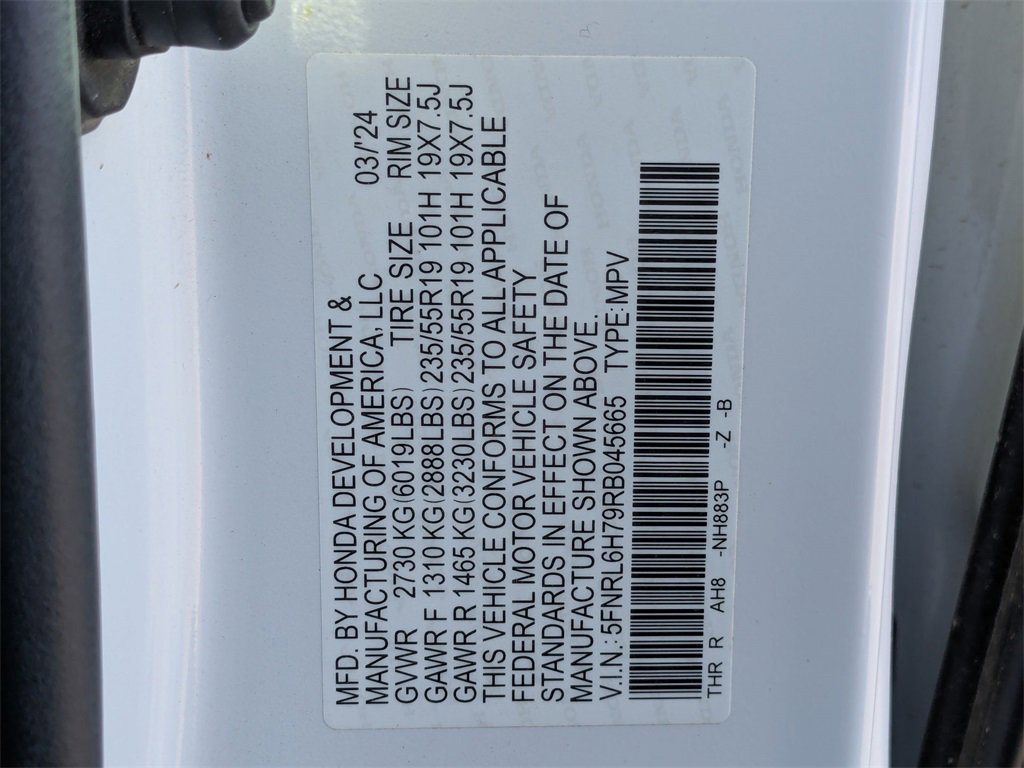 MFD. BY HONDA DEVELOPMENT &
MANUFACTURING OF AMERICA, LLC 03/'24
GVWR 2730 KG(6019LBS) TIRE SIZE RIM SIZE
GAWR F 1310 KG(2888LBS) 235/55R19 101H 19X7.5J
GAWR R 1465 KG(3230LBS) 235/55R19 101H 19X7.5J
THIS VEHICLE CONFORMS TO ALL APPLICABLE
FEDERAL MOTOR VEHICLE SAFETY
STANDARDS IN EFFECT ON THE DATE OF
MANUFACTURE SHOWN ABOVE.
V.I.N.: 5FNRL6H79RB045665 TYPE:MPV
THR R AH8 -NH883P -Z -B